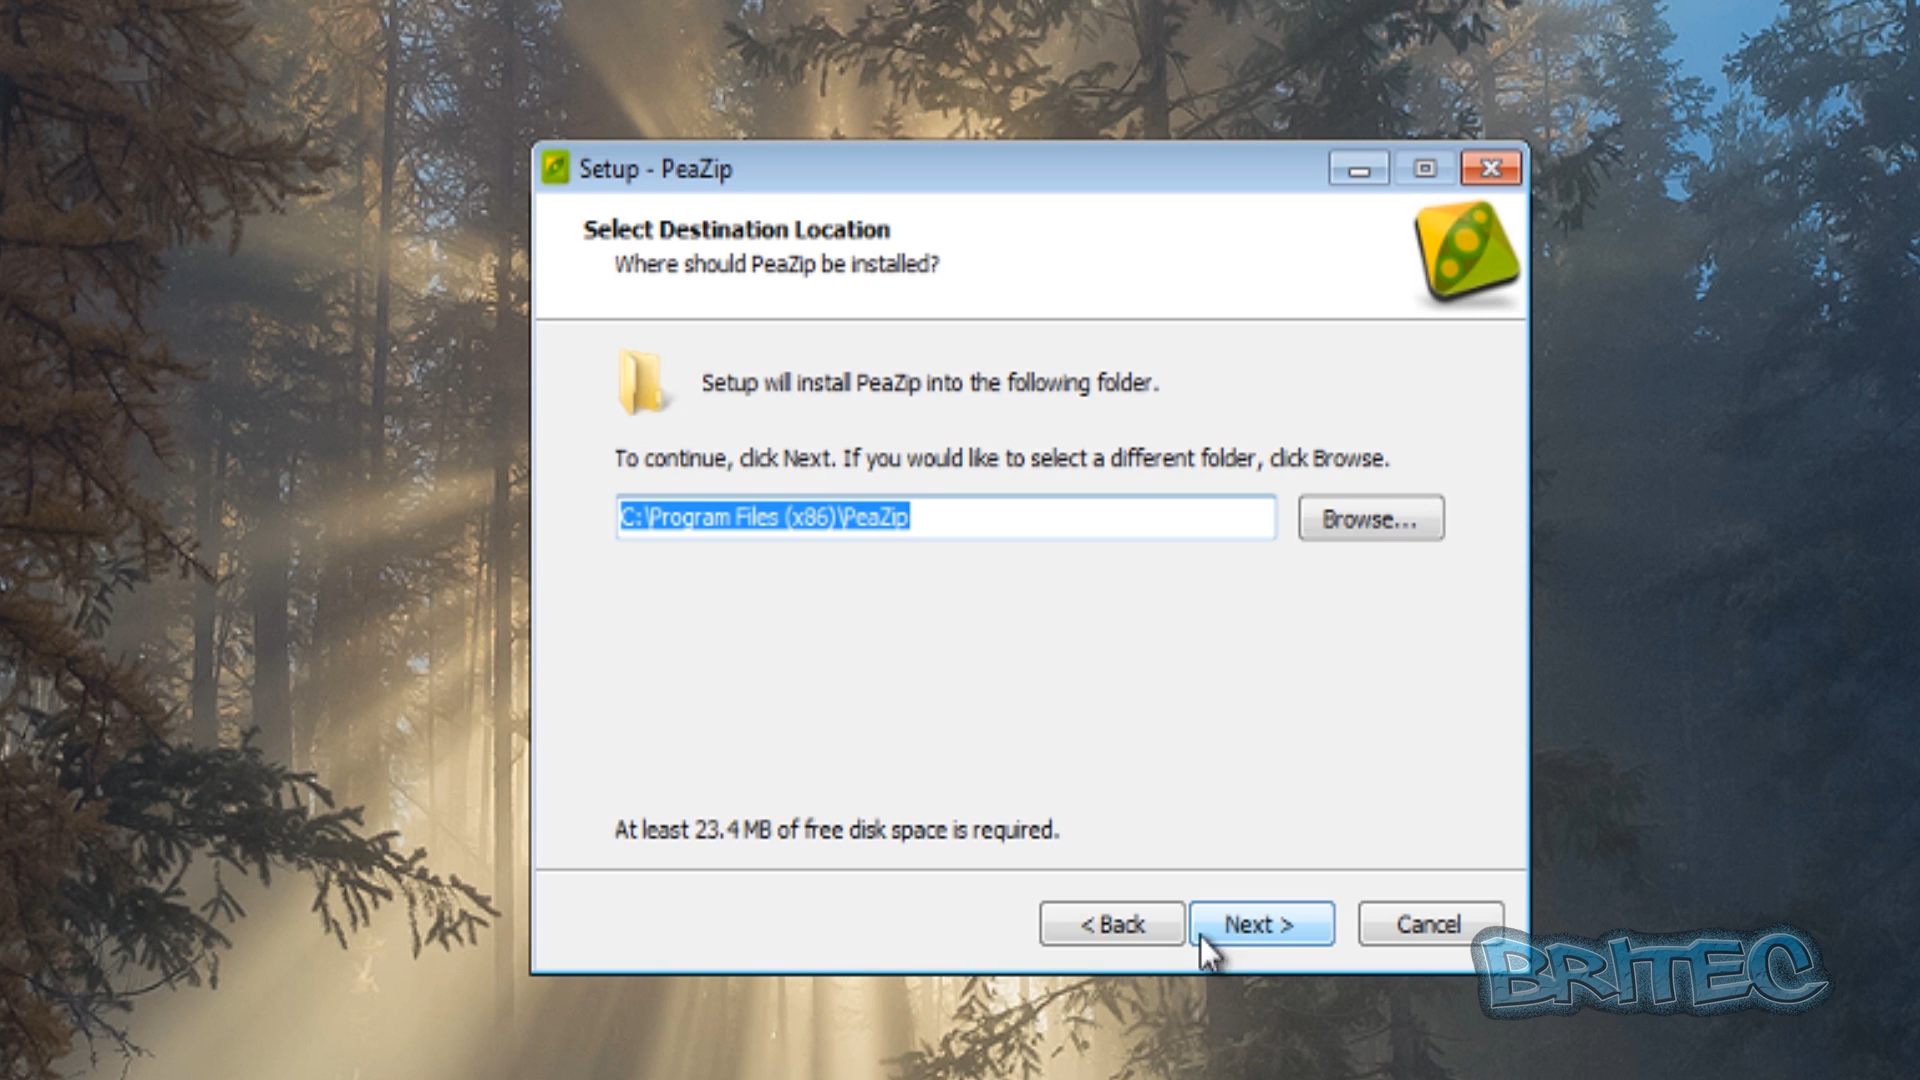 Setup - PeaZip
Select Destination Location
Where should PeaZip be installed?
Setup will install PeaZip into the following folder.
To continue, click Next. If you would like to select a different folder, click Browse.
C:\Program Files (x86)\PeaZip
Browse...
At least 23.4 MB of free disk space is required.
< Back
Next >
Cancel
BRITEC